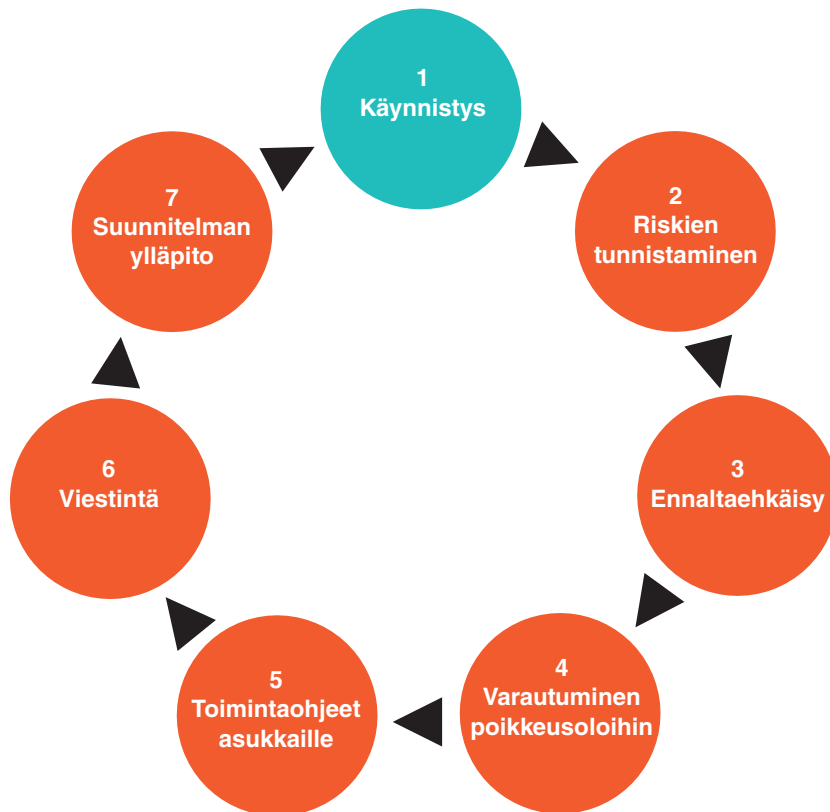 1
Käynnistys
2
Riskien
tunnistaminen
3
Ennaltaehkäisy
4
Varautuminen
poikkeusoloihin
5
Toimintaohjeet
asukkaille
6
Viestintä
7
Suunnitelman
ylläpito